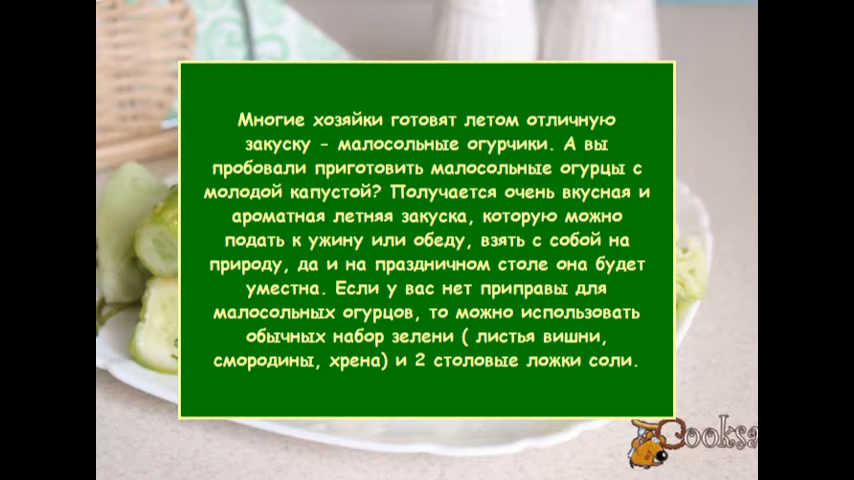 Многие хозяйки готовят летом отличную
закуску - малосольные огурчики. А вы
пробовали приготовить малосольные огурцы с
молодой капустой? Получается очень вкусная и
ароматная летняя закуска, которую можно
подать к ужину или обеду, взять с собой на
природу, да и на праздничном столе она будет
уместна. Если у вас нет приправы для
малосольных огурцов, то можно использовать
обычных набор зелени ( листья вишни,
смородины, хрена) и 2 столовые ложки соли.
Cooksa